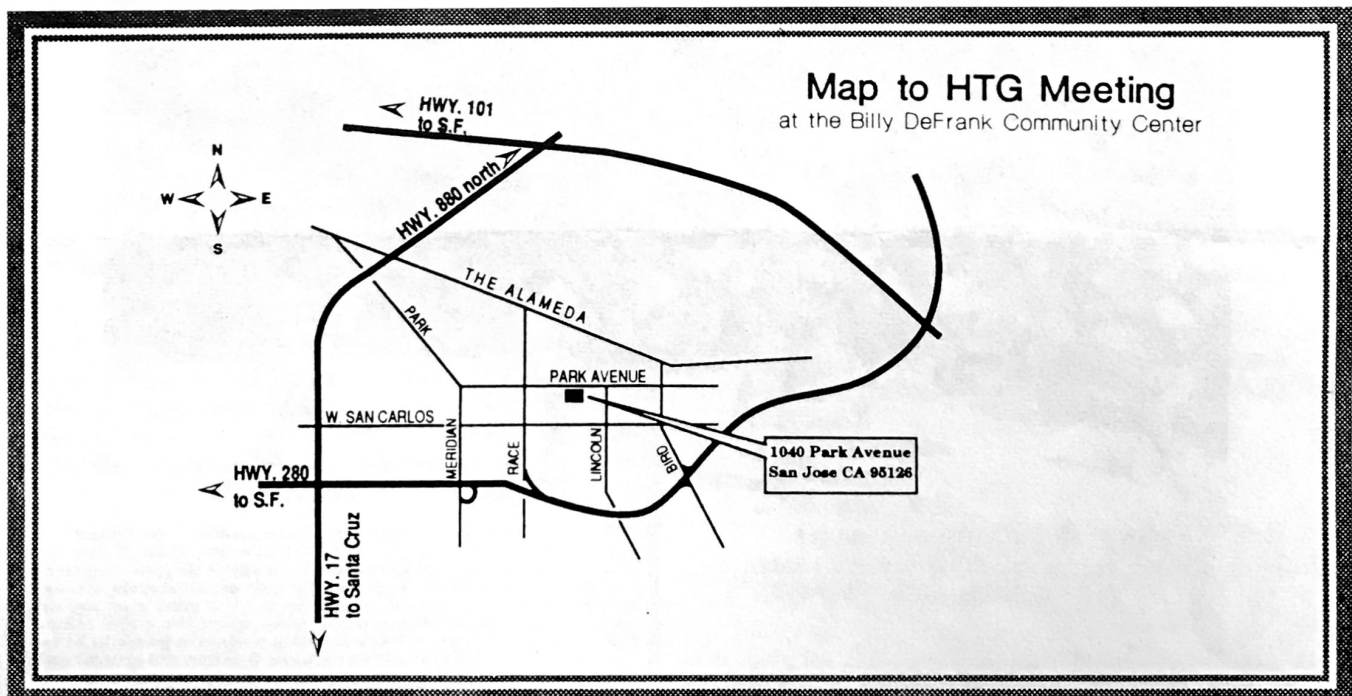 Map to HTG Meeting
at the Billy DeFrank Community Center
HWY. 101
to S.F.
N
W
E
S
HWY. 880 north
THE ALAMEDA
PARK
PARK AVENUE
W. SAN CARLOS
MERIDIAN
RACE
LINCOLN
BIRD
1040 Park Avenue
San Jose CA 95126
HWY. 280
to S.F.
HWY. 17
to Santa Cruz